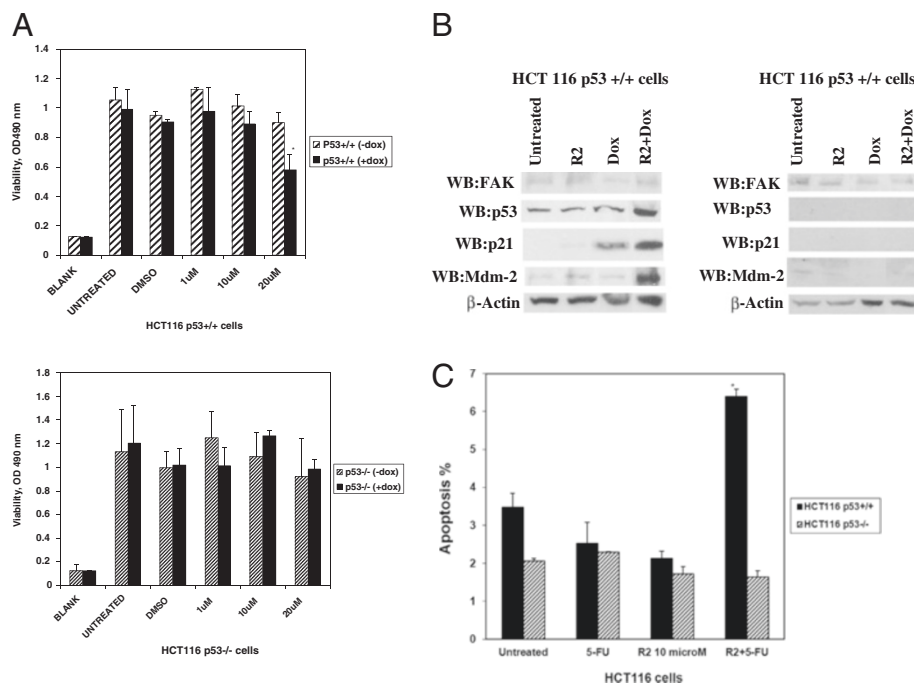 A
1.4
1.2
1
0.8
0.6
0.4
0.2
0
Viability, OD490 nm
BLANK
UNTREATED
DMSO
1uM
10uM
20uM
*
P53+/+ (-dox)
p53+/+ (+dox)
HCT116 p53+/+ cells
1.8
1.6
1.4
1.2
1
0.8
0.6
0.4
0.2
0
Viability, OD 490 nm
BLANK
UNTREATED
DMSO
1uM
10uM
20uM
p53-/- (-dox)
p53-/- (+dox)
HCT116 p53-/- cells
B
HCT 116 p53 +/+ cells
Untreated
R2
Dox
R2+Dox
WB:FAK
WB:p53
WB:p21
WB:Mdm-2
β-Actin
HCT 116 p53 +/+ cells
Untreated
R2
Dox
R2+Dox
WB:FAK
WB:p53
WB:p21
WB:Mdm-2
β-Actin
C
7
6
5
4
3
2
1
0
Apoptosis %
*
Untreated
5-FU
R2 10 microM
R2+5-FU
HCT116 p53+/+
HCT116 p53-/-
HCT116 cells